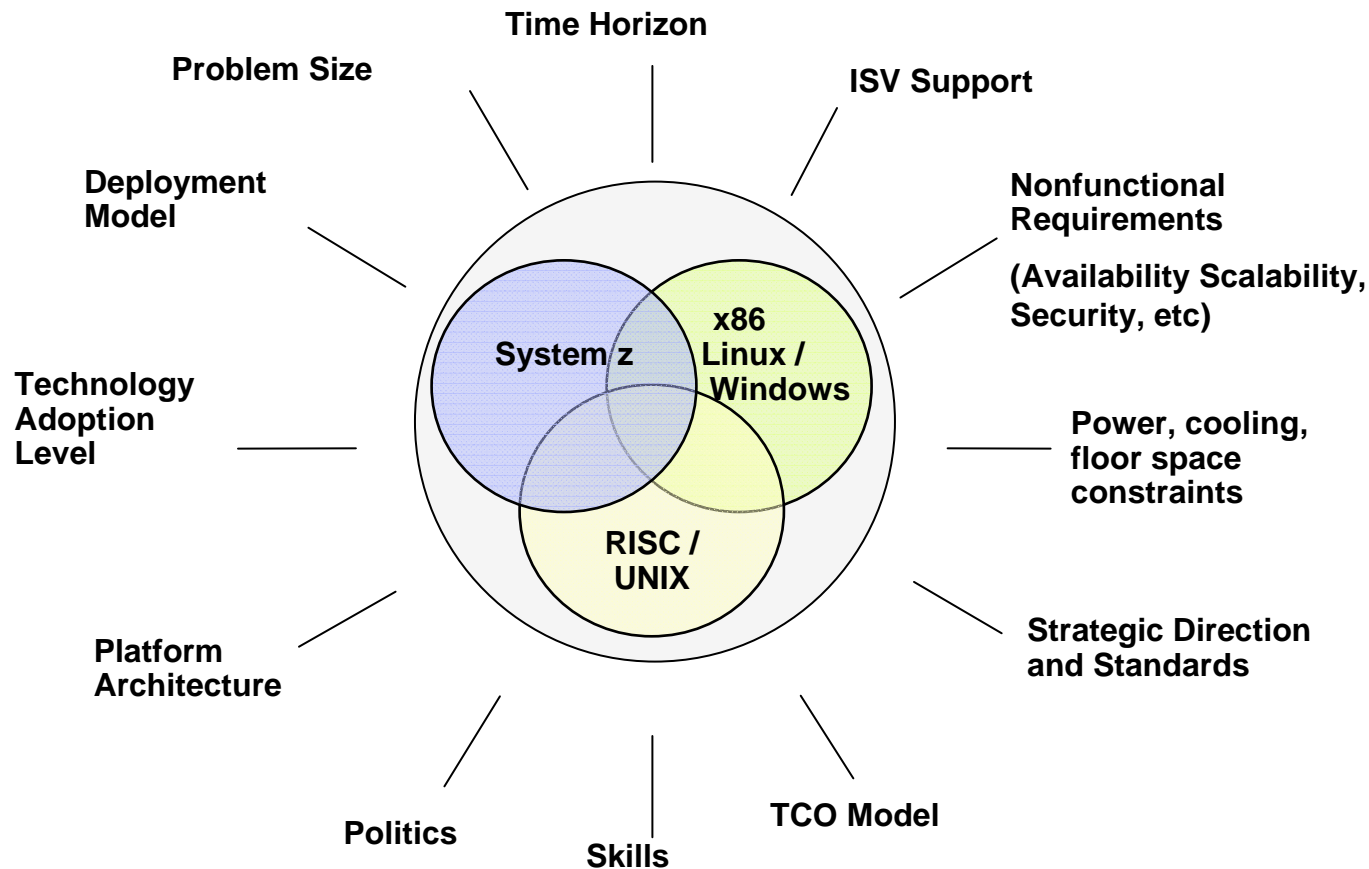 Time Horizon
Problem Size
ISV Support
Deployment
Model
Nonfunctional
Requirements
(Availability Scalability,
Security, etc)
System z
x86
Linux /
Windows
Technology
Adoption
Level
Power, cooling,
floor space
constraints
RISC /
UNIX
Platform
Architecture
Strategic Direction
and Standards
Politics
Skills
TCO Model